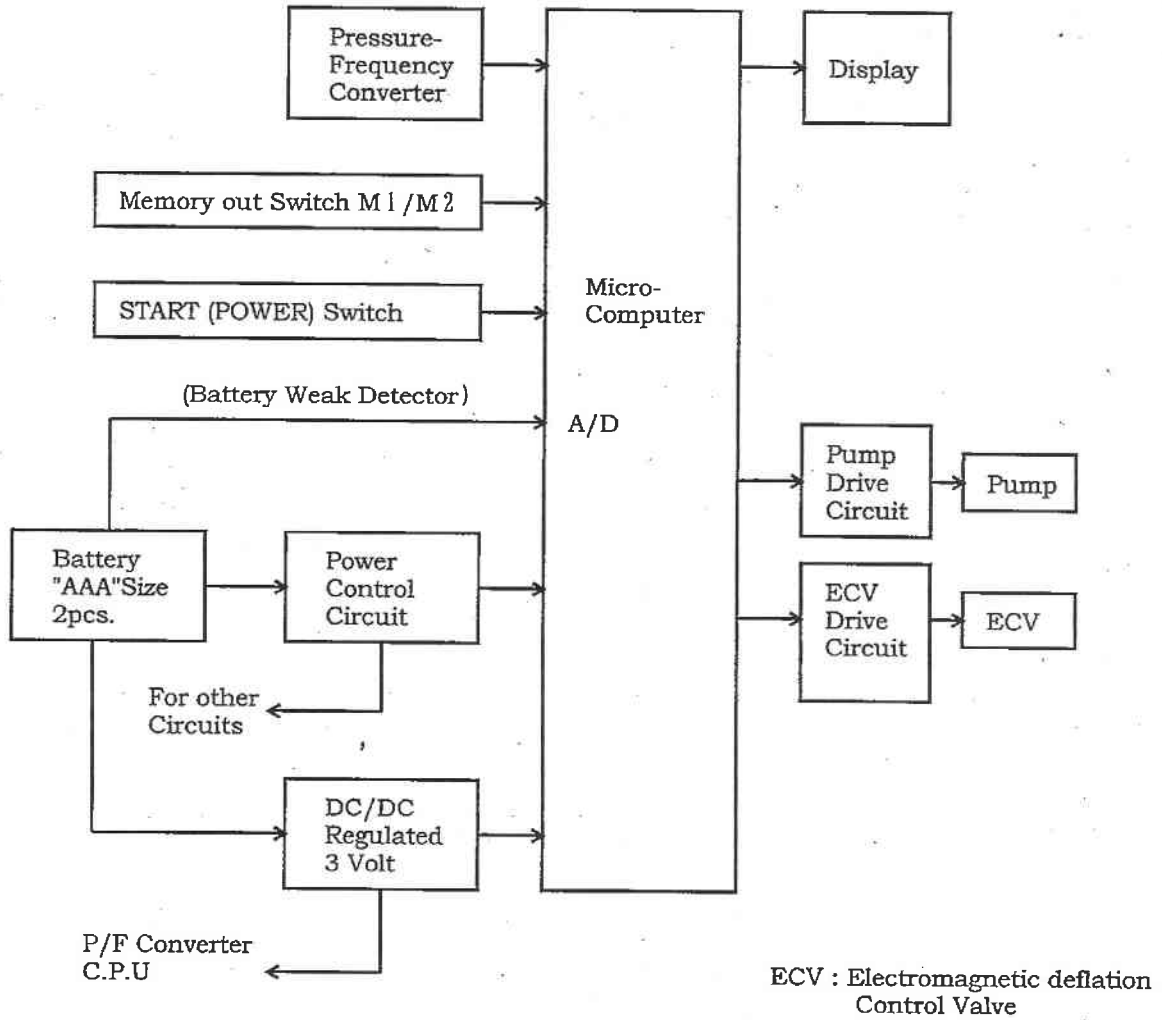 Pressure-
Frequency
Converter
Display
Memory out Switch M1/M2
START (POWER) Switch
Micro-
Computer
(Battery Weak Detector)
A/D
Pump
Drive
Circuit
Pump
Battery
"AAA"Size
2pcs.
Power
Control
Circuit
ECV
Drive
Circuit
ECV
For other
Circuits
DC/DC
Regulated
3 Volt
P/F Converter
C.P.U
ECV : Electromagnetic deflation
Control Valve